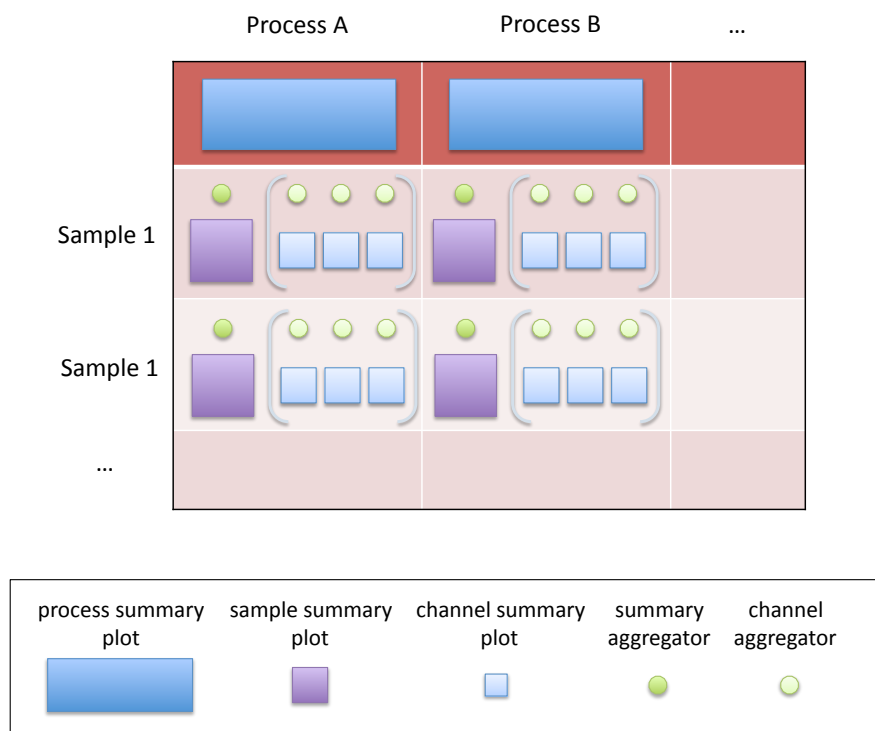 Process A
Process B
…
Sample 1
Sample 1
…
process summary
plot
sample summary
plot
channel summary
plot
summary
aggregator
channel
aggregator